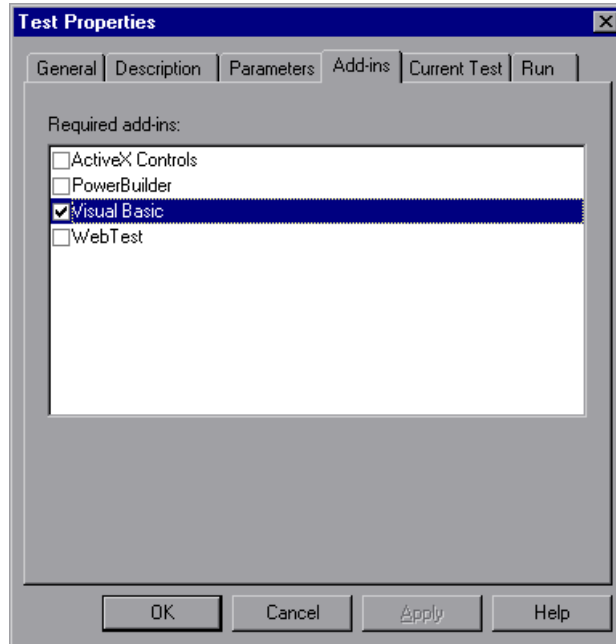 Test Properties
General Description Parameters Add-ins Current Test Run
Required add-ins:
ActiveX Controls
PowerBuilder
Visual Basic
WebTest
OK Cancel Apply Help